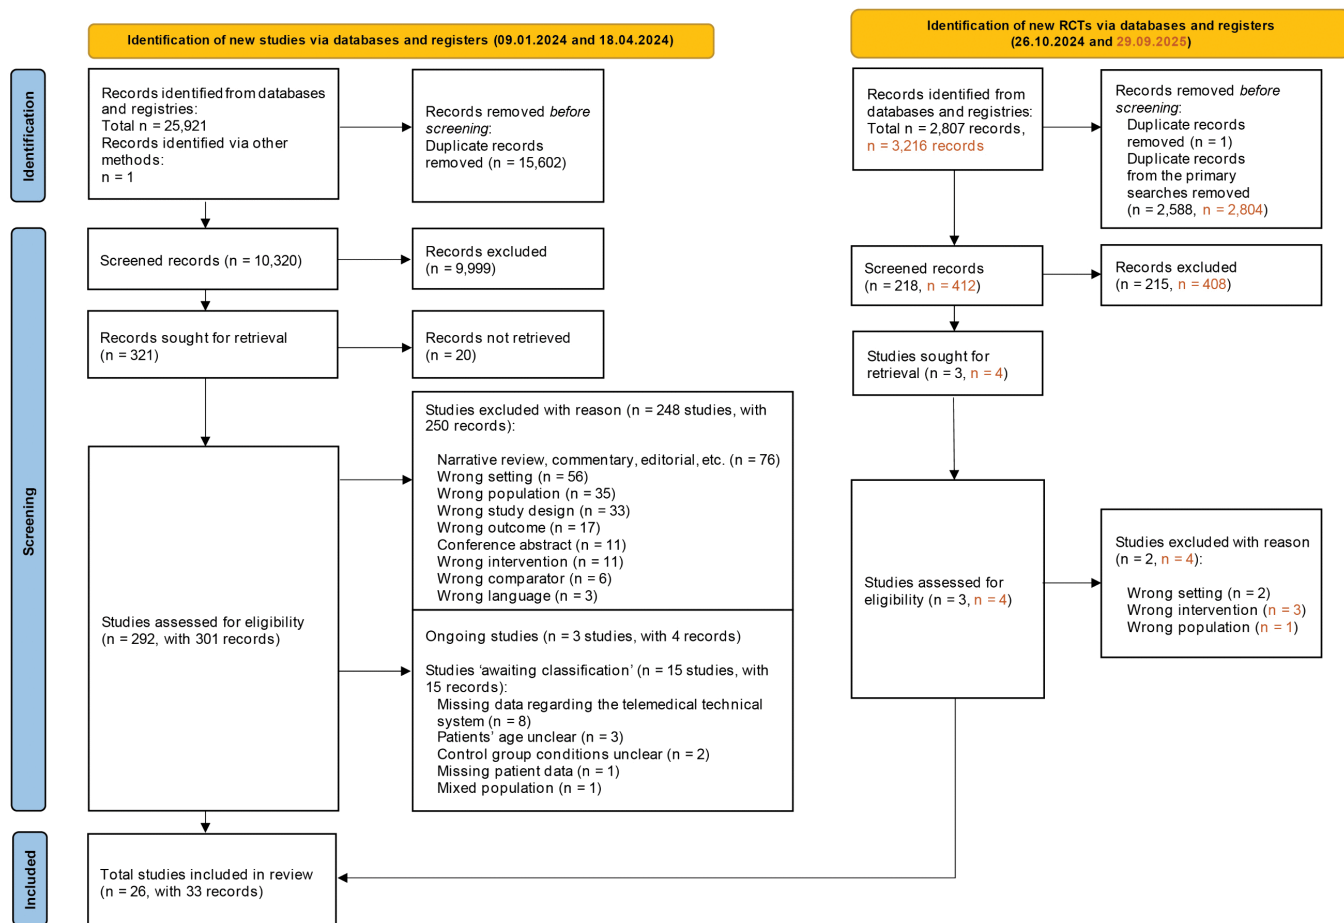 Identification of new studies via databases and registers (09.01.2024 and 18.04.2024)
Identification
Records identified from databases
and registries:
Total n = 25,921
Records identified via other
methods:
n = 1
Records removed before
screening:
Duplicate records
removed (n = 15,602)
Screening
Screened records (n = 10,320)
Records excluded
(n = 9,999)
Records sought for retrieval
(n = 321)
Records not retrieved
(n = 20)
Studies assessed for eligibility
(n = 292, with 301 records)
Studies excluded with reason (n = 248 studies, with
250 records):
Narrative review, commentary, editorial, etc. (n = 76)
Wrong setting (n = 56)
Wrong population (n = 35)
Wrong study design (n = 33)
Wrong outcome (n = 17)
Conference abstract (n = 11)
Wrong intervention (n = 11)
Wrong comparator (n = 6)
Wrong language (n = 3)
Ongoing studies (n = 3 studies, with 4 records)
Studies ‘awaiting classification’ (n = 15 studies, with
15 records):
Missing data regarding the telemedical technical
system (n = 8)
Patients’ age unclear (n = 3)
Control group conditions unclear (n = 2)
Missing patient data (n = 1)
Mixed population (n = 1)
Included
Total studies included in review
(n = 26, with 33 records)
Identification of new RCTs via databases and registers
(26.10.2024 and 29.09.2025)
Records identified from
databases and registries:
Total n = 2,807 records,
n = 3,216 records
Records removed before
screening:
Duplicate records
removed (n = 1)
Duplicate records
from the primary
searches removed
(n = 2,588, n = 2,804)
Screened records
(n = 218, n = 412)
Records excluded
(n = 215, n = 408)
Studies sought for
retrieval (n = 3, n = 4)
Studies assessed for
eligibility (n = 3, n = 4)
Studies excluded with reason
(n = 2, n = 4):
Wrong setting (n = 2)
Wrong intervention (n = 3)
Wrong population (n = 1)